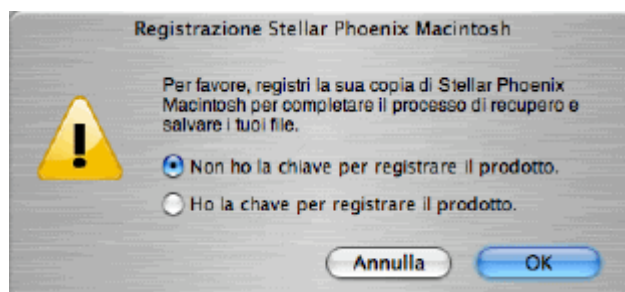 Registrazione Stellar Phoenix Macintosh
Per favore, registri la sua copia di Stellar Phoenix
Macintosh per completare il processo di recupero e
salvare i tuoi file.
Non ho la chiave per registrare il prodotto.
Ho la chave per registrare il prodotto.
Annulla
OK